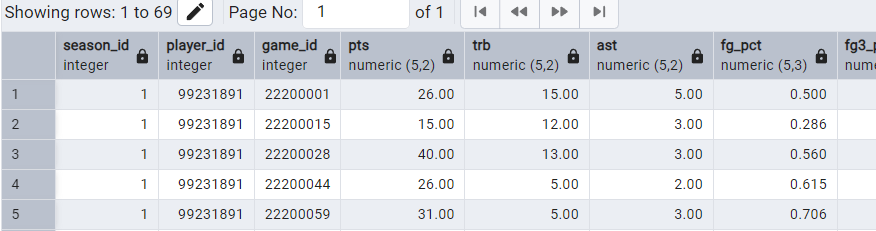 Showing rows: 1 to 69 Page No: 1 of 1
season_id player_id game_id pts trb ast fg_pct fg3_p
integer integer integer numeric (5,2) numeric (5,2) numeric (5,2) numeric (5,3) nume
1 1 99231891 22200001 26.00 15.00 5.00 0.500
2 1 99231891 22200015 15.00 12.00 3.00 0.286
3 1 99231891 22200028 40.00 13.00 3.00 0.560
4 1 99231891 22200044 26.00 5.00 2.00 0.615
5 1 99231891 22200059 31.00 5.00 3.00 0.706